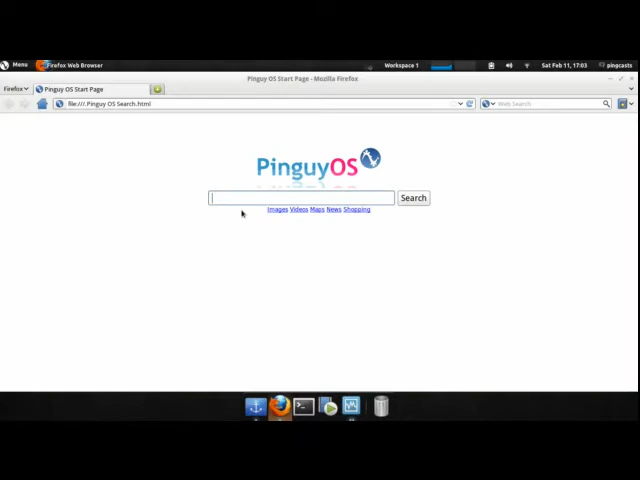 Menu Firefox Web Browser Workspace 1 Sat Feb 11, 17:03 pingcasts
Pinguy OS Start Page - Mozilla Firefox
Firefox Pinguy OS Start Page
file:///.Pinguy OS Search.html Web Search
PinguyOS
Search
Images Videos Maps News Shopping